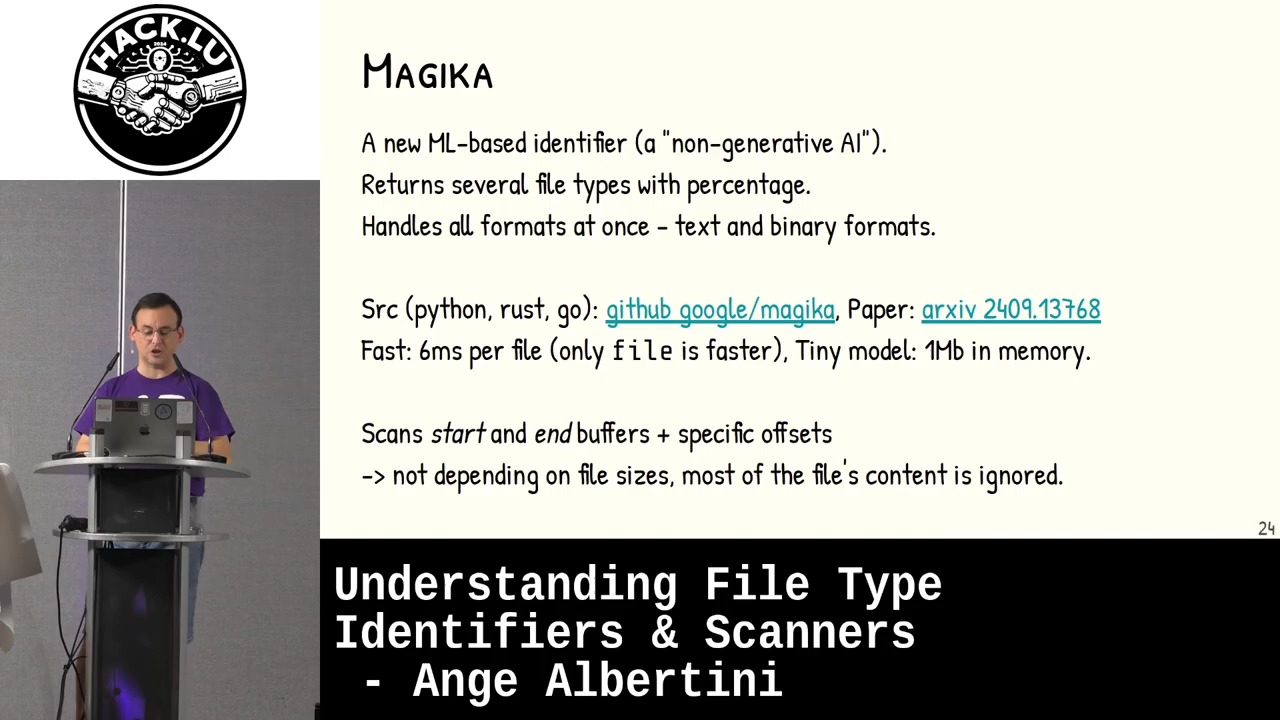 HACK.LU
2024
MAGIKA
A new ML-based identifier (a "non-generative AI").
Returns several file types with percentage.
Handles all formats at once - text and binary formats.
Src (python, rust, go): github google/magika, Paper: arxiv 2409.13768
Fast: 6ms per file (only file is faster), Tiny model: 1Mb in memory.
Scans start and end buffers + specific offsets
-> not depending on file sizes, most of the file's content is ignored.
24
Understanding File Type
Identifiers & Scanners
- Ange Albertini